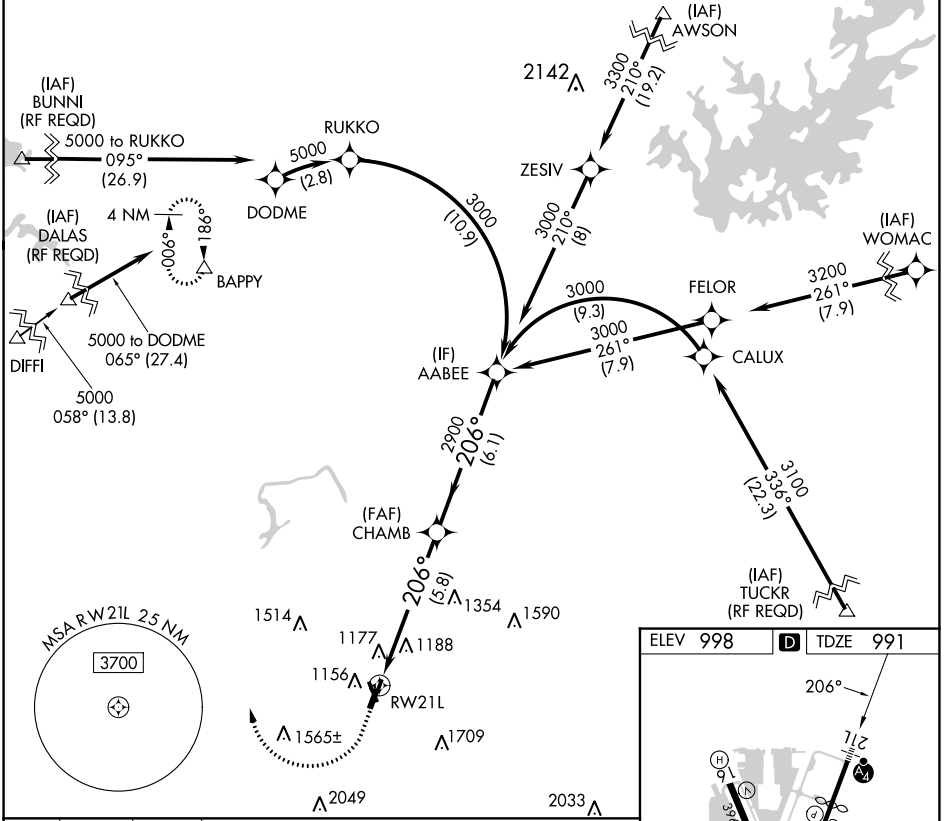 (IAF)
AWSON
3300
210°
(19.2)
2142
(IAF)
BUNNI
(RF REQD)
5000 to RUKKO
095°
(26.9)
RUKKO
5000
(2.8)
DODME
ZESIV
3000
(10.9)
3000
210°
(8)
4 NM
006°
186°
BAPPY
(IAF)
DALAS
(RF REQD)
(IAF)
WOMAC
3200
261°
(7.9)
FELOR
3000
(9.3)
3000
261°
(7.9)
CALUX
DIFFI
5000 to DODME
065° (27.4)
5000
058° (13.8)
(IF)
AABEE
2900
206°
(6.1)
3100
336°
(22.3)
(FAF)
CHAMB
206°
(5.8)
(IAF)
TUCKR
(RF REQD)
1354
1590
1514
1177
1188
1156
RW21L
1565±
1709
2049
2033
MSA RW21L 25 NM
3700
ELEV 998
D
TDZE 991
206°
21L
A4
H
9
N
P